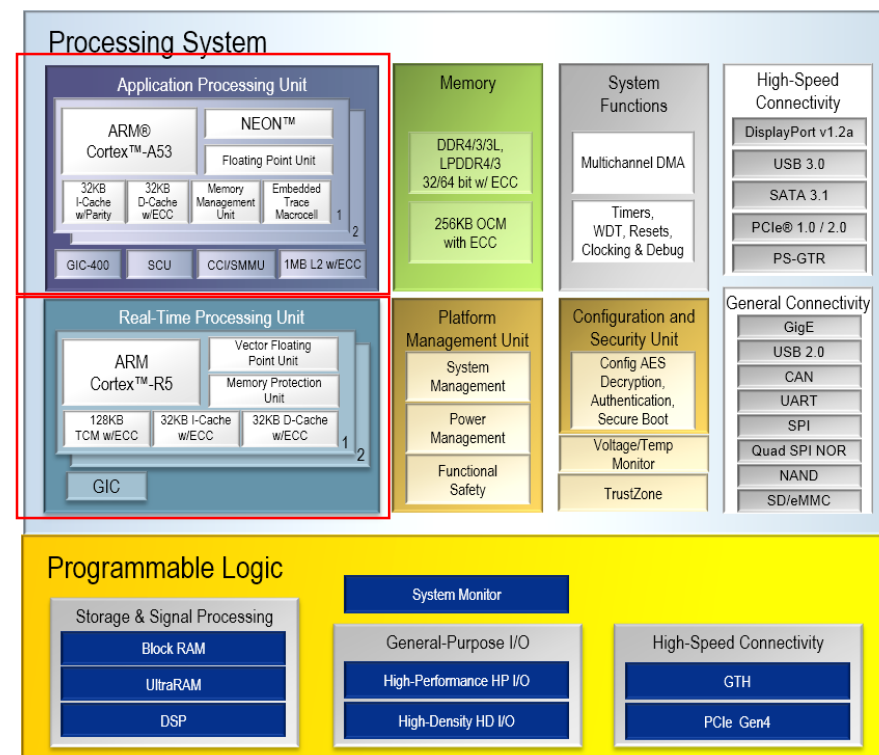 Processing System
Application Processing Unit
ARM®
Cortex™-A53
NEON™
Floating Point Unit
32KB
I-Cache
w/Parity
32KB
D-Cache
w/ECC
Memory
Management
Unit
Embedded
Trace
Macrocell
1
2
GIC-400
SCU
CCI/SMMU
1MB L2 w/ECC
Memory
DDR4/3/3L,
LPDDR4/3
32/64 bit w/ ECC
256KB OCM
with ECC
System
Functions
Multichannel DMA
Timers,
WDT, Resets,
Clocking & Debug
High-Speed
Connectivity
DisplayPort v1.2a
USB 3.0
SATA 3.1
PCIe® 1.0 / 2.0
PS-GTR
Real-Time Processing Unit
ARM
Cortex™-R5
Vector Floating
Point Unit
Memory Protection
Unit
128KB
TCM w/ECC
32KB I-Cache
w/ECC
32KB D-Cache
w/ECC
1
2
GIC
Platform
Management Unit
System
Management
Power
Management
Functional
Safety
Configuration and
Security Unit
Config AES
Decryption,
Authentication,
Secure Boot
Voltage/Temp
Monitor
TrustZone
General Connectivity
GigE
USB 2.0
CAN
UART
SPI
Quad SPI NOR
NAND
SD/eMMC
Programmable Logic
Storage & Signal Processing
Block RAM
UltraRAM
DSP
System Monitor
General-Purpose I/O
High-Performance HP I/O
High-Density HD I/O
High-Speed Connectivity
GTH
PCIe Gen4